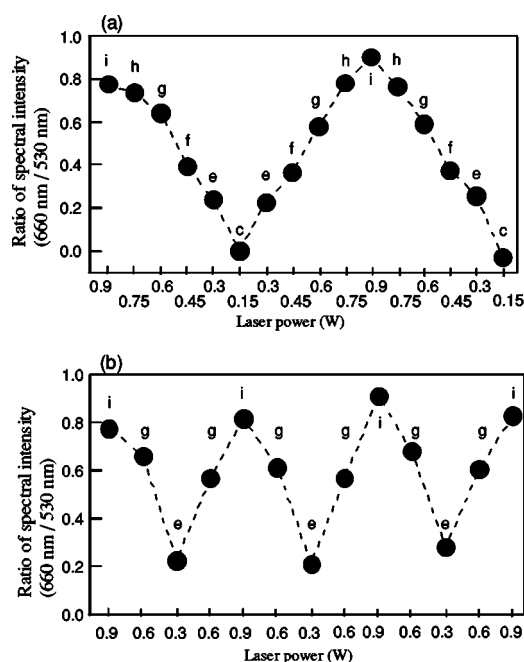 (a)
Ratio of spectral intensity
(660 nm / 530 nm)
1.0
0.8
0.6
0.4
0.2
0.0
i h g f e c e f g h i h g f e c
0.9 0.6 0.3 0.3 0.6 0.9 0.6 0.3
0.75 0.45 0.15 0.45 0.75 0.75 0.45 0.15
Laser power (W)
(b)
Ratio of spectral intensity
(660 nm / 530 nm)
1.0
0.8
0.6
0.4
0.2
0.0
i g e g i g e g i g e g i
0.9 0.6 0.3 0.6 0.9 0.6 0.3 0.6 0.9 0.6 0.3 0.6 0.9
Laser power (W)